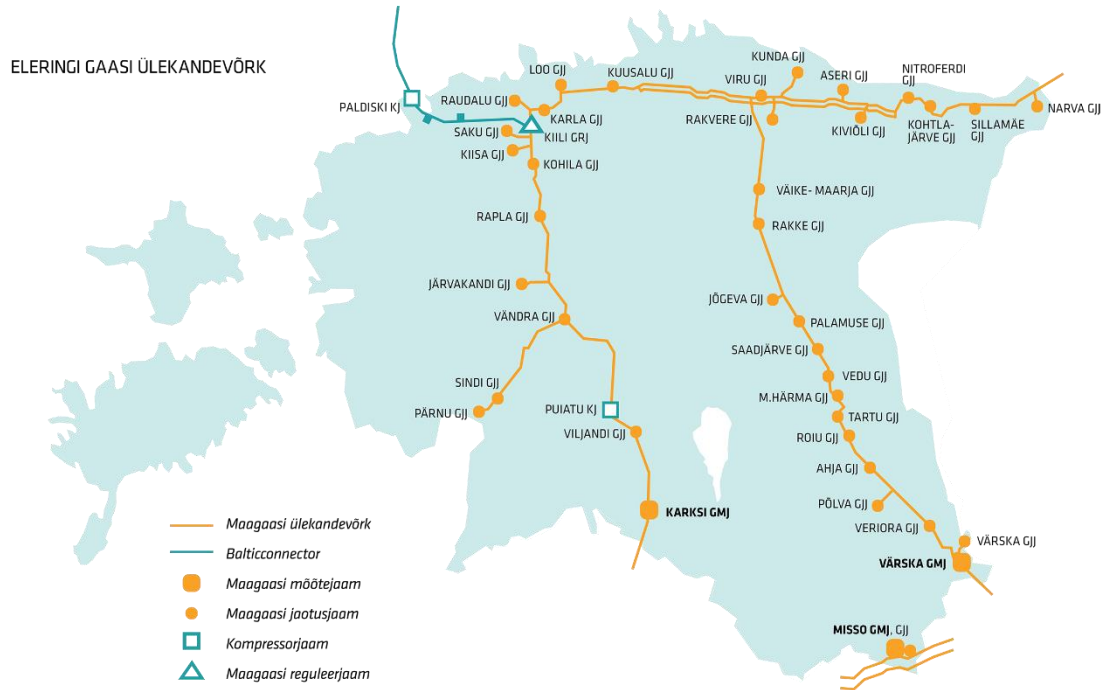 ELERINGI GAASI ÜLEKANDEVÕRK
PALDISKI KJ
RAUDALU GJJ
LOO GJJ
KUUSALU GJJ
VIRU GJJ
KUNDA GJJ
ASERI GJJ
NITROFERDI
GJJ
KARLA GJJ
KIILI GRJ
SAKU GJJ
KIISA GJJ
KOHILA GJJ
RAKVERE GJJ
KIVIÕLI GJJ
KOHTLA-
JÄRVE GJJ
SILLAMÄE
GJJ
NARVA GJJ
RAPLA GJJ
VÄIKE- MAARJA GJJ
RAKKE GJJ
JÄRVAKANDI GJJ
VÄNDRA GJJ
JÕGEVA GJJ
PALAMUSE GJJ
SAADJÄRVE GJJ
VEDU GJJ
M.HÄRMA GJJ
TARTU GJJ
ROIU GJJ
AHJA GJJ
PÕLVA GJJ
VERIORA GJJ
VÄRSKA GJJ
VÄRSKA GMJ
SINDI GJJ
PÄRNU GJJ
PUIATU KJ
VILJANDI GJJ
KARKSI GMJ
MISSO GMJ, GJJ
Maagaasi ülekandevõrk
Balticconnector
Maagaasi mõõtejaam
Maagaasi jaotusjaam
Kompressorjaam
Maagaasi reguleerjaam